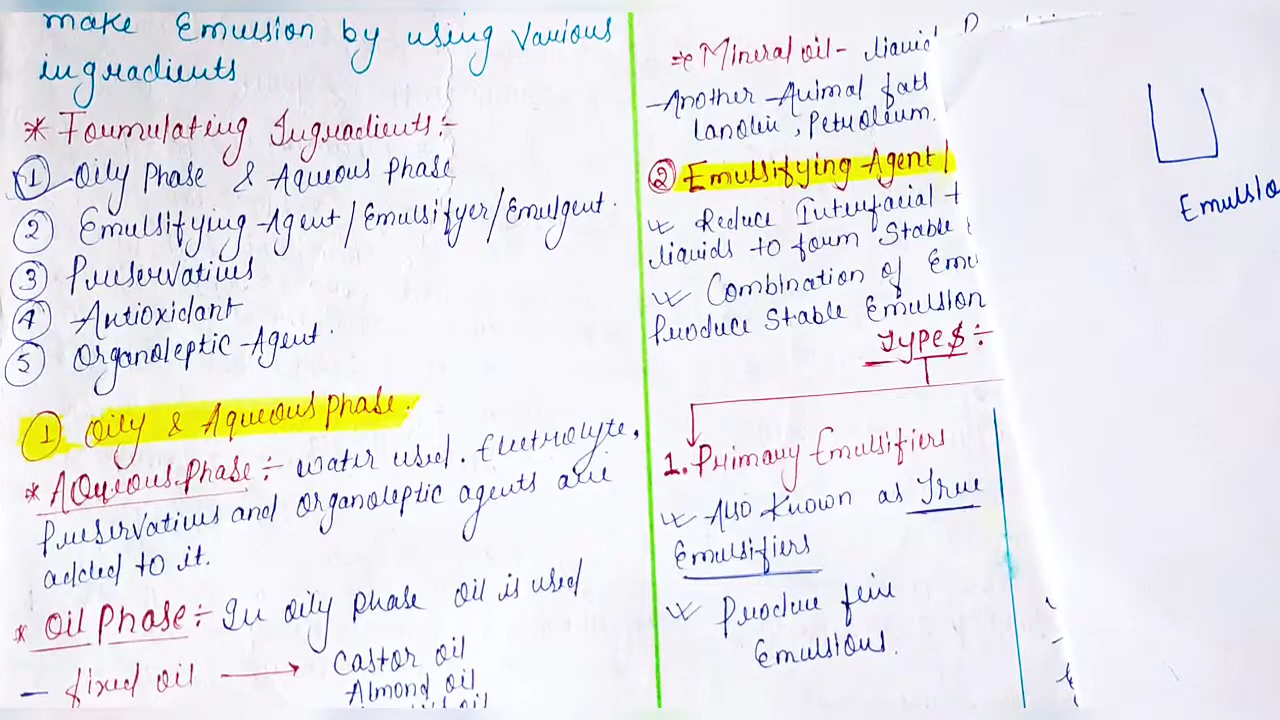 make Emulsion by using Various
ingradients
* Formulating Ingradients:-
① Oily Phase & Aqueous Phase
② Emulsifying Agent/Emulsifyer/Emulgent.
③ Preservatives
④ Antioxidant
⑤ Organoleptic Agent.
① Oily & Aqueous Phase.
* Aqueous Phase ÷ water used. Electrolyte,
Preservatives and organoleptic agents are
added to it.
* Oil Phase ÷ In oily phase oil is used
- fixed oil → Castor oil
Almond oil
oil
⇒ Mineral oil - liquid
- Another - Animal fats
Lanolin, Petroleum.
② Emulsifying Agent/
Reduce Interfacial t
liquids to form Stable
Combination of Emu
Produce Stable Emulsion
Types ÷
1. Primary Emulsifiers
Also Known as True
Emulsifiers
Produce fine
Emulsions.
P
Emulsio